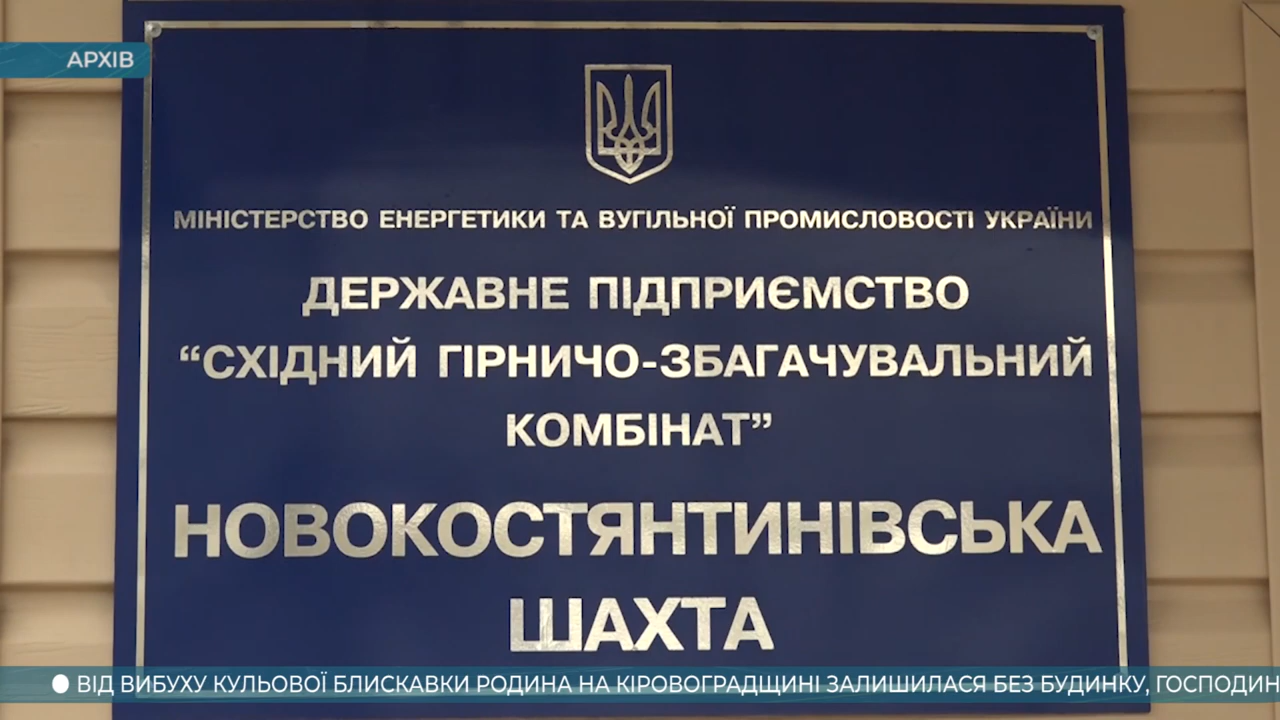 АРХІВ
МІНІСТЕРСТВО ЕНЕРГЕТИКИ ТА ВУГІЛЬНОЇ ПРОМИСЛОВОСТІ УКРАЇНИ
ДЕРЖАВНЕ ПІДПРИЄМСТВО
“СХІДНИЙ ГІРНИЧО-ЗБАГАЧУВАЛЬНИЙ
КОМБІНАТ”
НОВОКОСТЯНТИНІВСЬКА
ШАХТА
ВІД ВИБУХУ КУЛЬОВОЇ БЛИСКАВКИ РОДИНА НА КІРОВОГРАДЩИНІ ЗАЛИШИЛАСЯ БЕЗ БУДИНКУ, ГОСПОДИН